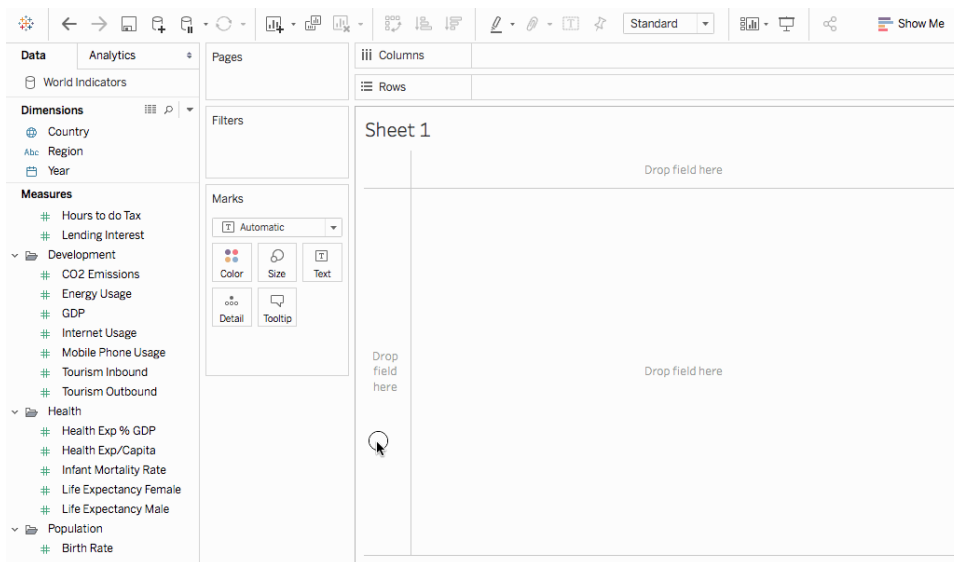 Standard
Show Me
Data
Analytics
World Indicators
Dimensions
Country
Abc Region
Year
Measures
Hours to do Tax
Lending Interest
Development
CO2 Emissions
Energy Usage
GDP
Internet Usage
Mobile Phone Usage
Tourism Inbound
Tourism Outbound
Health
Health Exp % GDP
Health Exp/Capita
Infant Mortality Rate
Life Expectancy Female
Life Expectancy Male
Population
Birth Rate
Pages
Filters
Marks
Automatic
Color
Size
Text
Detail
Tooltip
Columns
Rows
Sheet 1
Drop field here
Drop
field
here
Drop field here